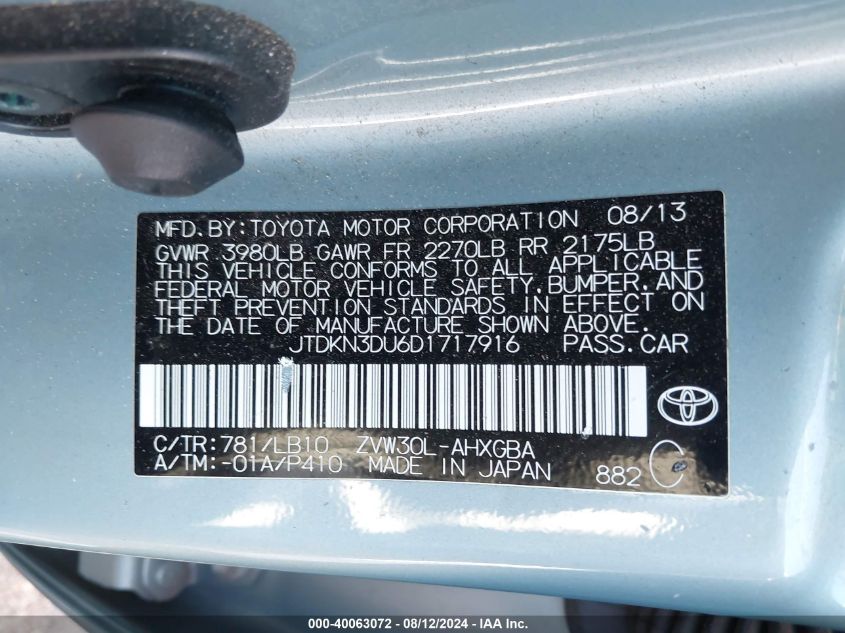 MFD.BY:TOYOTA MOTOR CORPORATION 08/13
GVWR 3980LB GAWR FR 2270LB RR 2175LB
THIS VEHICLE CONFORMS TO ALL APPLICABLE
FEDERAL MOTOR VEHICLE SAFETY,BUMPER,AND
THEFT PREVENTION STANDARDS IN EFFECT ON
THE DATE OF MANUFACTURE SHOWN ABOVE.
JTDKN3DU6D1717916 PASS.CAR
C/TR:781/LB10 ZVW30L-AHXGBA
A/TM:-01A/P410 MADE IN JAPAN 882 C
000-40063072 - 08/12/2024 - IAA Inc.